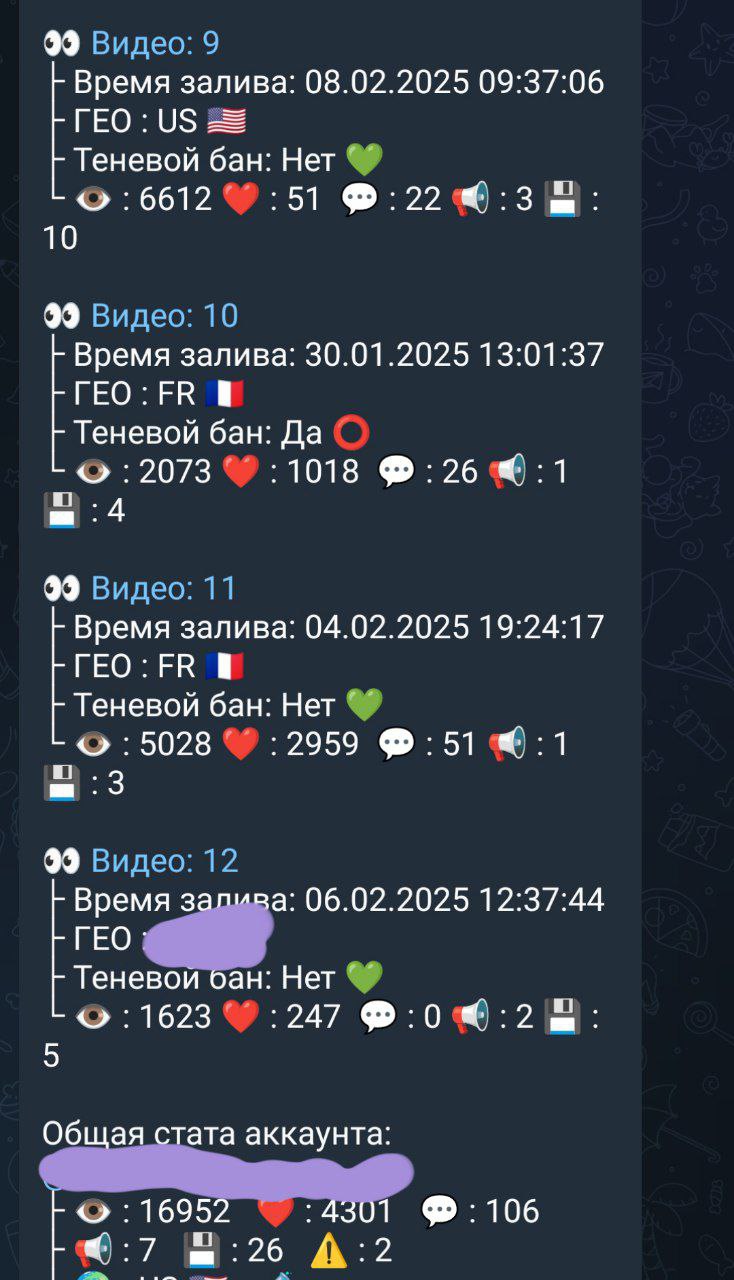 👀 Видео: 9
├ Время залива: 08.02.2025 09:37:06
├ ГЕО : US 🇺🇸
├ Теневой бан: Нет 💚
└ 👁 : 6612 ❤️ : 51 💬 : 22 📢 : 3 💾 :
10
👀 Видео: 10
├ Время залива: 30.01.2025 13:01:37
├ ГЕО : FR 🇫🇷
├ Теневой бан: Да ⭕
└ 👁 : 2073 ❤️ : 1018 💬 : 26 📢 : 1
💾 : 4
👀 Видео: 11
├ Время залива: 04.02.2025 19:24:17
├ ГЕО : FR 🇫🇷
├ Теневой бан: Нет 💚
└ 👁 : 5028 ❤️ : 2959 💬 : 51 📢 : 1
💾 : 3
👀 Видео: 12
├ Время залива: 06.02.2025 12:37:44
├ ГЕО :
├ Теневой бан: Нет 💚
└ 👁 : 1623 ❤️ : 247 💬 : 0 📢 : 2 💾 :
5
Общая стата аккаунта:
├ 👁 : 16952 ❤️ : 4301 💬 : 106
├ 📢 : 7 💾 : 26 ⚠️ : 2